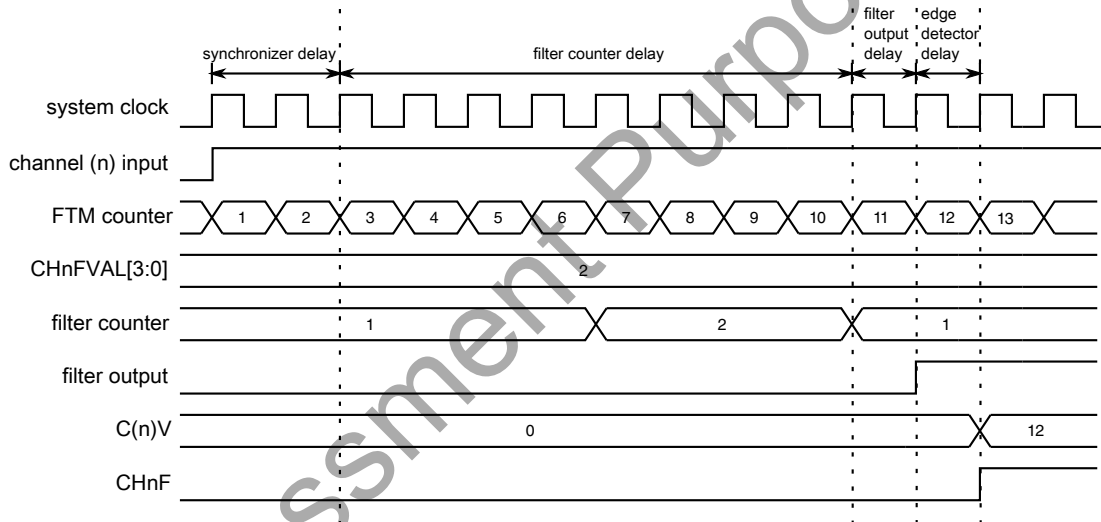 filter
output
delay
edge
detector
delay
synchronizer delay
filter counter delay
system clock
channel (n) input
FTM counter
1 2 3 4 5 6 7 8 9 10 11 12 13
CHnFVAL[3:0]
2
filter counter
1 2 1
filter output
C(n)V
0 12
CHnF
ssment Purpo